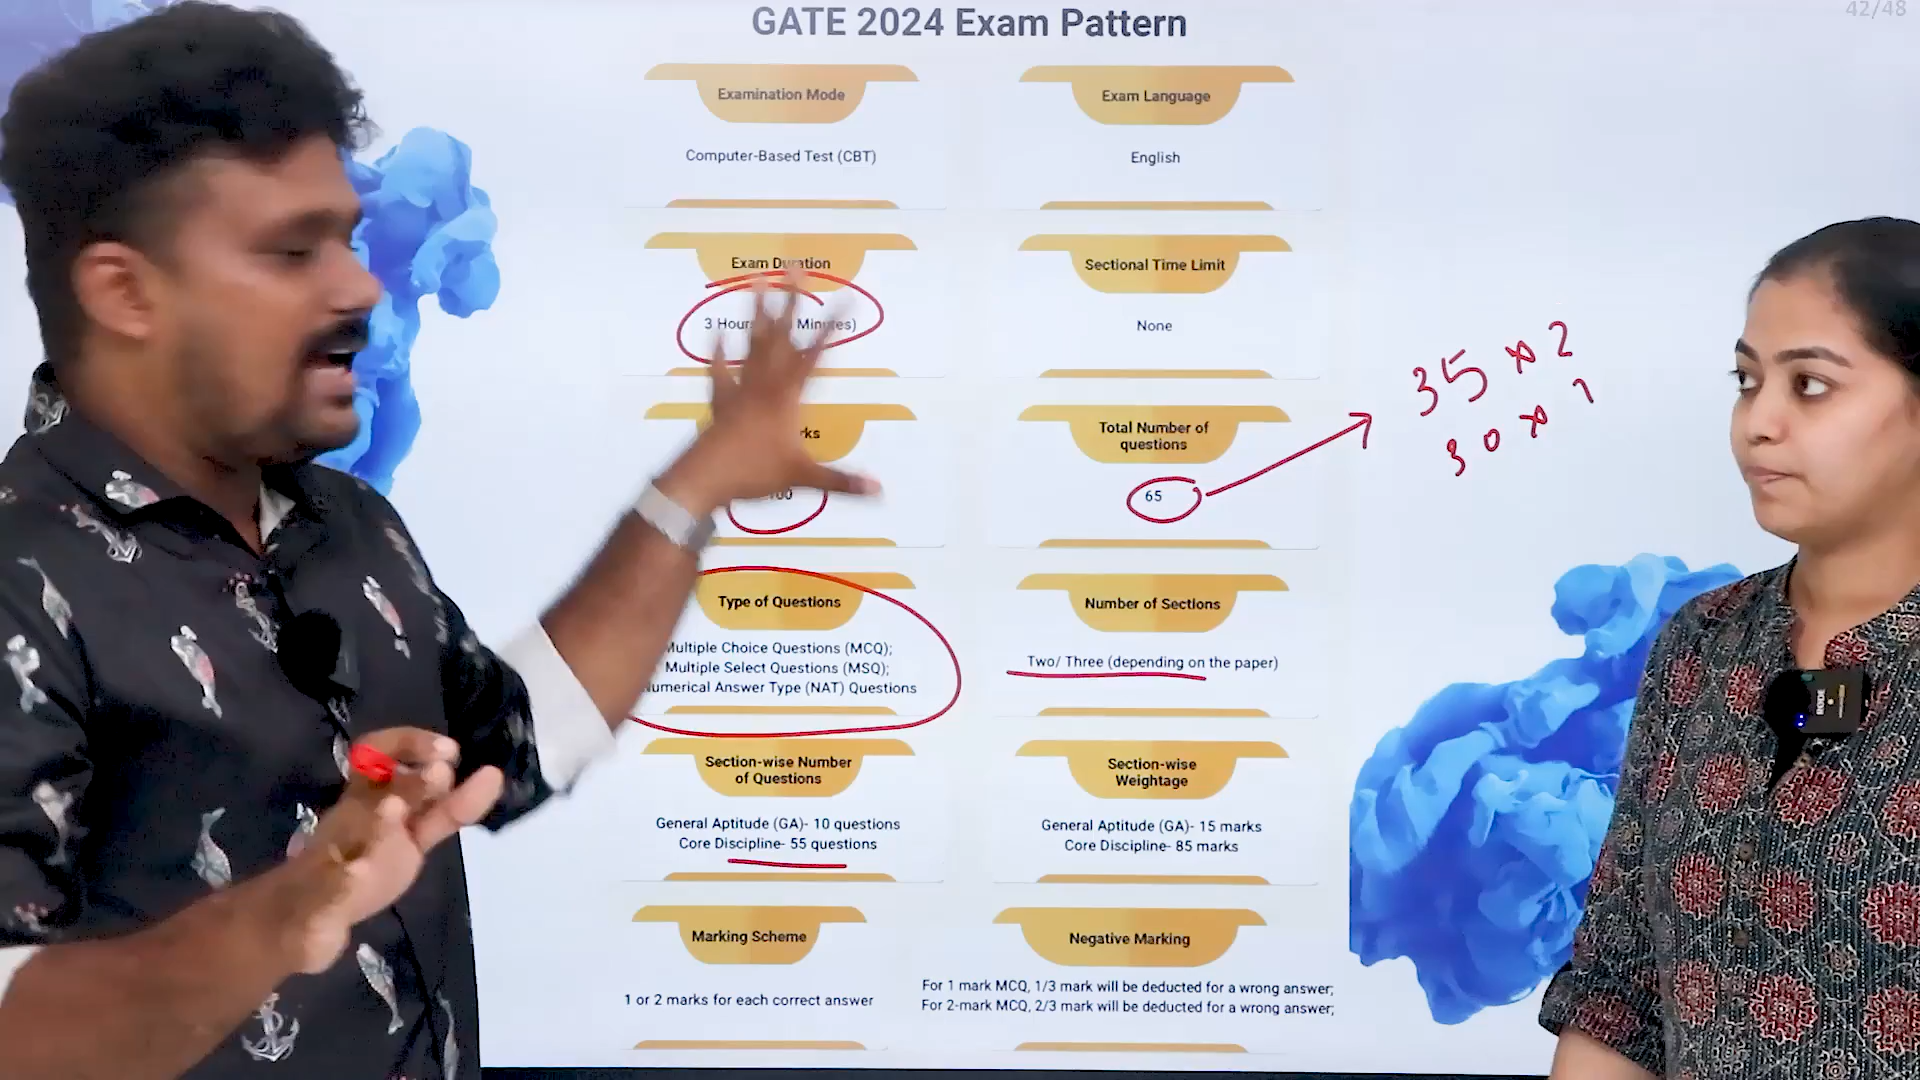 42/48
GATE 2024 Exam Pattern
Examination Mode
Computer-Based Test (CBT)
Exam Language
English
Exam Duration
3 Hours Minutes)
Sectional Time Limit
None
Total Number of
questions
65
35 x 2
30 x 1
Type of Questions
Multiple Choice Questions (MCQ);
Multiple Select Questions (MSQ);
Numerical Answer Type (NAT) Questions
Number of Sections
Two/ Three (depending on the paper)
Section-wise Number
of Questions
General Aptitude (GA)- 10 questions
Core Discipline- 55 questions
Section-wise
Weightage
General Aptitude (GA)- 15 marks
Core Discipline- 85 marks
Marking Scheme
1 or 2 marks for each correct answer
Negative Marking
For 1 mark MCQ, 1/3 mark will be deducted for a wrong answer;
For 2-mark MCQ, 2/3 mark will be deducted for a wrong answer;
RODE